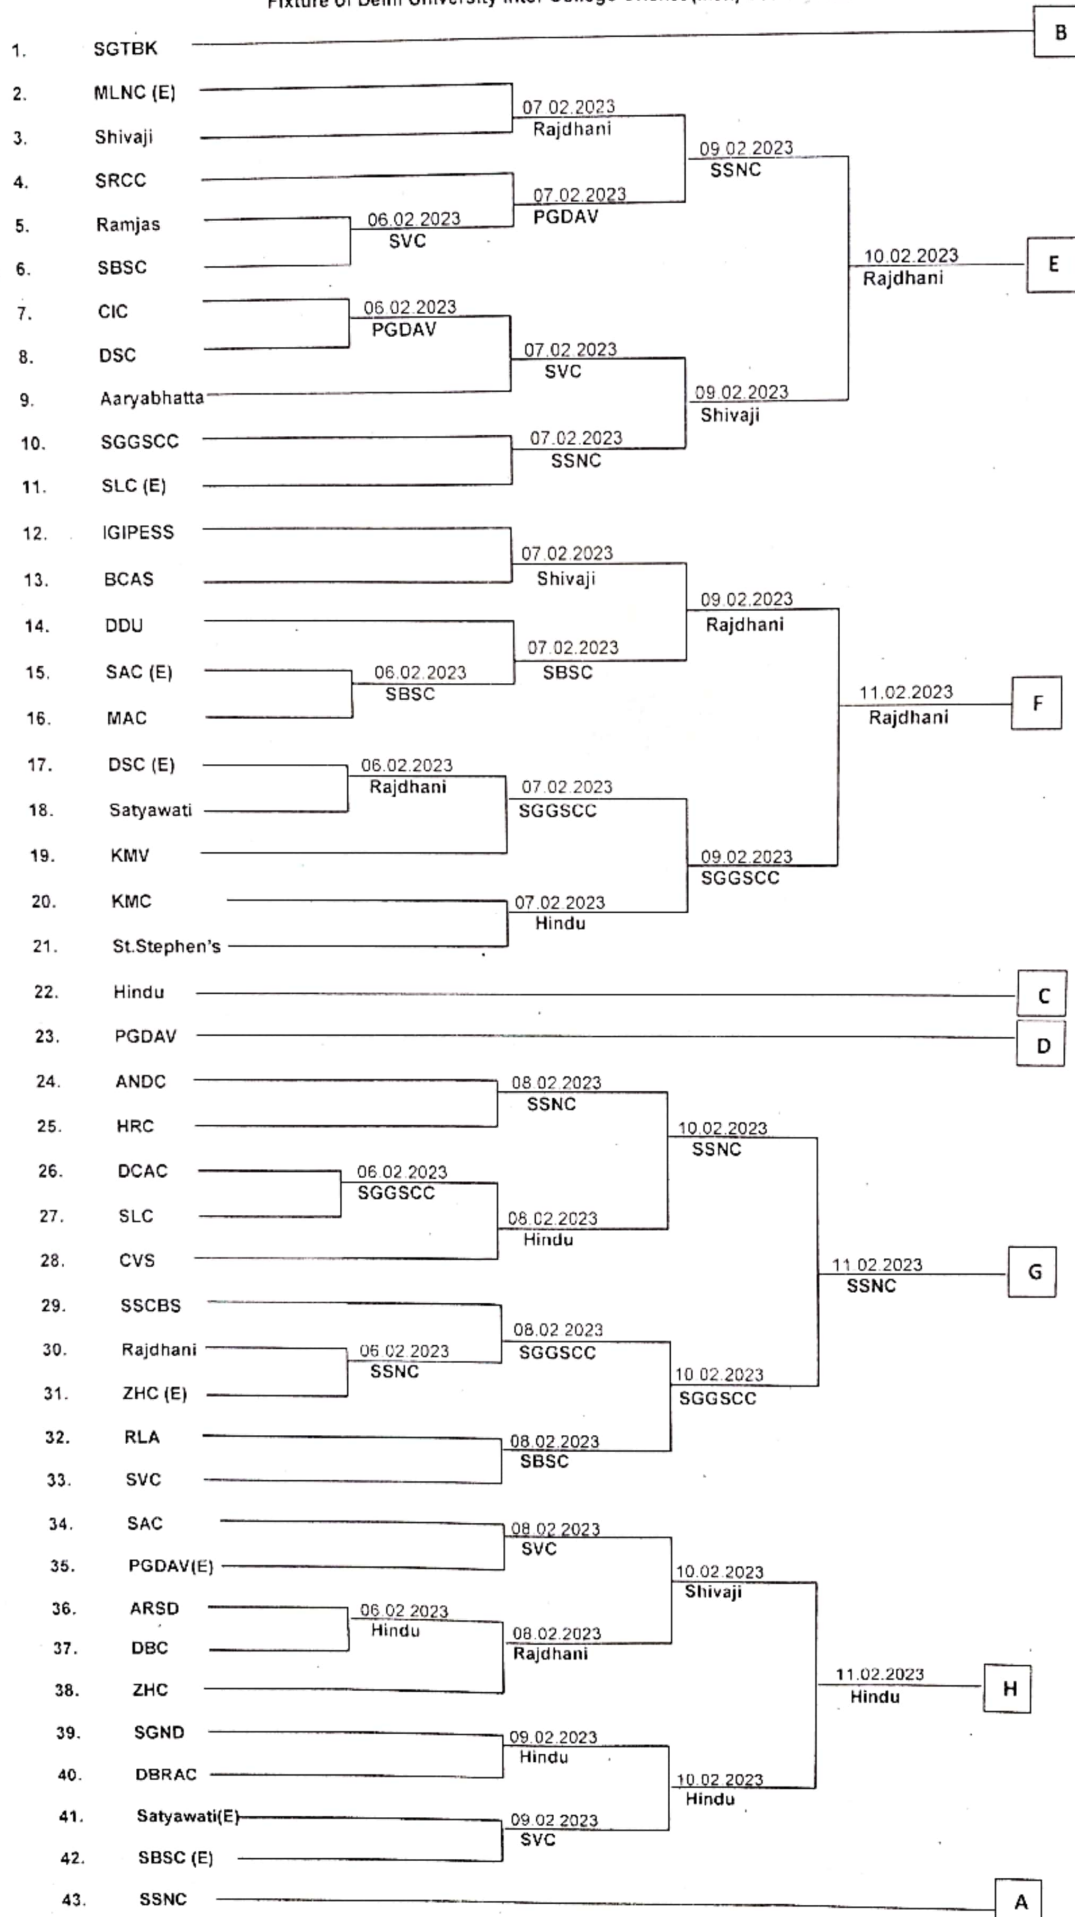 Fixture of Delhi University Inter College
1. SGTBK B
2. MLNC (E)
07.02.2023
Rajdhani
3. Shivaji
09.02.2023
SSNC
4. SRCC
07.02.2023
PGDAV
5. Ramjas
06.02.2023
SVC
6. SBSC
10.02.2023 E
Rajdhani
7. CIC
06.02.2023
PGDAV
8. DSC
07.02.2023
SVC
9. Aaryabhatta
09.02.2023
Shivaji
10. SGGSCC
07.02.2023
SSNC
11. SLC (E)
12. IGIPESS
07.02.2023
Shivaji
13. BCAS
09.02.2023
Rajdhani
14. DDU
07.02.2023
SBSC
15. SAC (E)
06.02.2023
SBSC
16. MAC
11.02.2023 F
Rajdhani
17. DSC (E)
06.02.2023
Rajdhani
18. Satyawati
07.02.2023
SGGSCC
19. KMV
09.02.2023
SGGSCC
20. KMC
07.02.2023
Hindu
21. St.Stephen's
22. Hindu C
23. PGDAV D
24. ANDC
08.02.2023
SSNC
25. HRC
10.02.2023
SSNC
26. DCAC
06.02.2023
SGGSCC
27. SLC
08.02.2023
Hindu
28. CVS
11.02.2023 G
SSNC
29. SSCBS
08.02.2023
SGGSCC
30. Rajdhani
06.02.2023
SSNC
31. ZHC (E)
10.02.2023
SGGSCC
32. RLA
08.02.2023
SBSC
33. SVC
34. SAC
08.02.2023
SVC
35. PGDAV(E)
10.02.2023
Shivaji
36. ARSD
06.02.2023
Hindu
37. DBC
08.02.2023
Rajdhani
38. ZHC
11.02.2023 H
Hindu
39. SGND
09.02.2023
Hindu
40. DBRAC
10.02.2023
Hindu
41. Satyawati(E)
09.02.2023
SVC
42. SBSC (E)
43. SSNC A